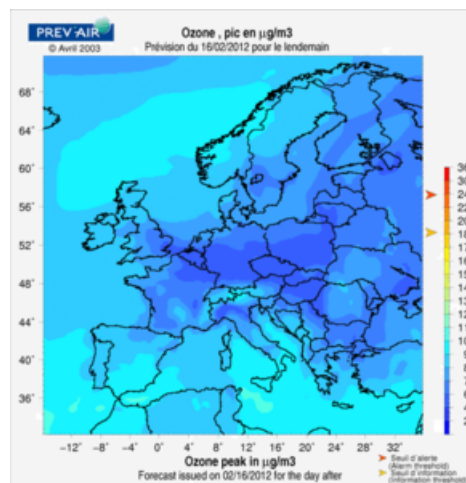 PREV'AIR
© Avril 2003
Ozone , pic en µg/m3
Prévision du 16/02/2012 pour le lendemain
68°
64°
60°
56°
52°
48°
44°
40°
36°
-12° -8° -4° 0° 4° 8° 12° 16° 20° 24° 28° 32°
Ozone peak in µg/m3
Forecast issued on 02/16/2012 for the day after
Seuil d'alerte
(Alarm threshold)
Seuil d'information
(Information threshold)